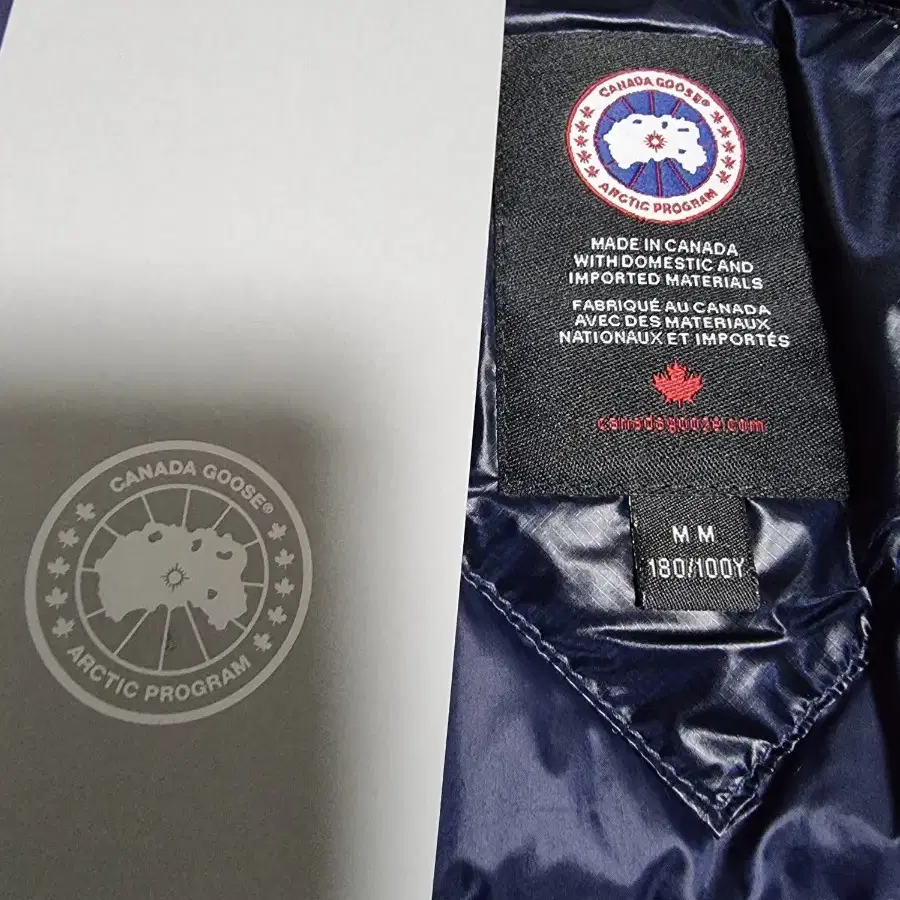 CANADA GOOSE®
ARCTIC PROGRAM
CANADA GOOSE®
ARCTIC PROGRAM
MADE IN CANADA
WITH DOMESTIC AND
IMPORTED MATERIALS
FABRIQUÉ AU CANADA
AVEC DES MATERIAUX
NATIONAUX ET IMPORTÉS
canadagoose.com
M M
180/100Y